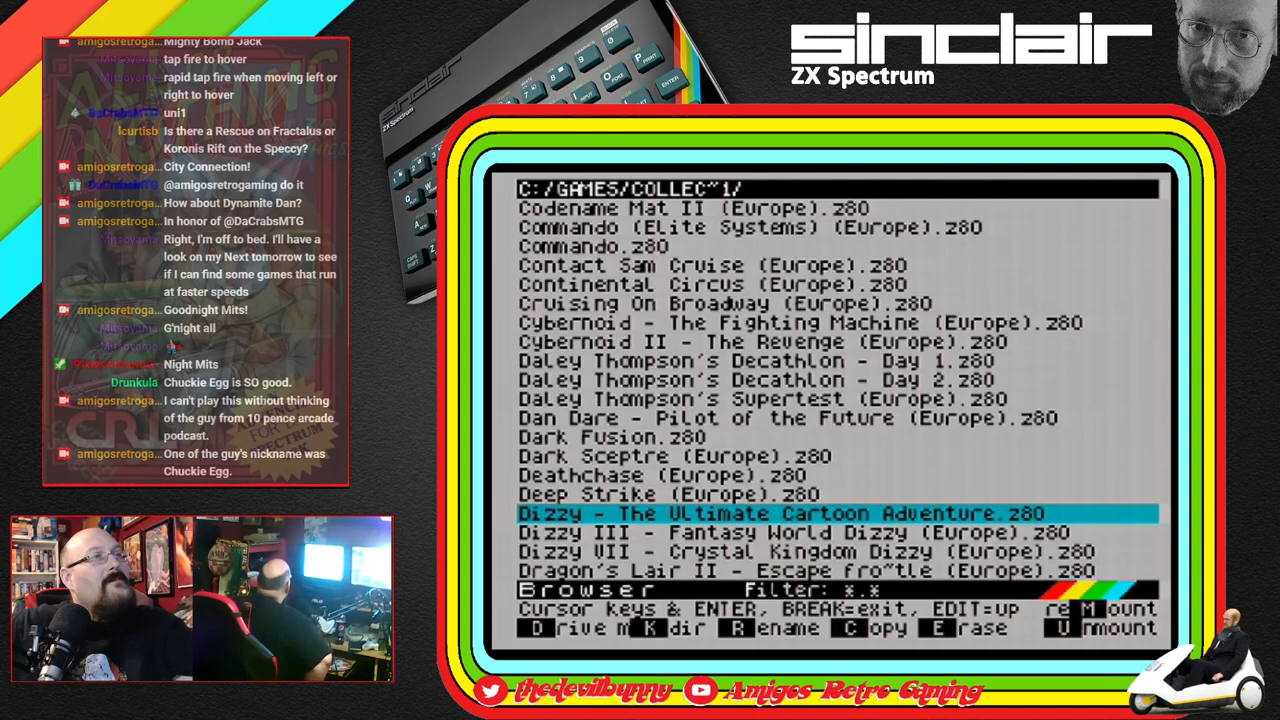 amigosretroga... Mighty Bomb Jack
Mitsoyama tap fire to hover
Mitsoyama rapid tap fire when moving left or
right to hover
DaCrabsMTG uni1
lcurtisb Is there a Rescue on Fractalus or
Koronis Rift on the Speccy?
amigosretroga... City Connection!
DaCrabsMTG @amigosretrogaming do it
amigosretroga... How about Dynamite Dan?
amigosretroga... In honor of @DaCrabsMTG
Mitsoyama Right, I'm off to bed. I'll have a
look on my Next tomorrow to see
if I can find some games that run
at faster speeds
amigosretroga... Goodnight Mits!
Mitsoyama G'night all
Mitsoyama
Night Mits
Drunkula Chuckie Egg is SO good.
amigosretroga... I can't play this without thinking
of the guy from 10 pence arcade
podcast.
amigosretroga... One of the guy's nickname was
Chuckie Egg.
sinclair
ZX Spectrum
C:/GAMES/COLLEC~1/
Codename Mat II (Europe).z80
Commando (Elite Systems) (Europe).z80
Commando.z80
Contact Sam Cruise (Europe).z80
Continental Circus (Europe).z80
Cruising On Broadway (Europe).z80
Cybernoid - The Fighting Machine (Europe).z80
Cybernoid II - The Revenge (Europe).z80
Daley Thompson's Decathlon - Day 1.z80
Daley Thompson's Decathlon - Day 2.z80
Daley Thompson's Supertest (Europe).z80
Dan Dare - Pilot of the Future (Europe).z80
Dark Fusion.z80
Dark Sceptre (Europe).z80
Deathchase (Europe).z80
Deep Strike (Europe).z80
Dizzy - The Ultimate Cartoon Adventure.z80
Dizzy III - Fantasy World Dizzy (Europe).z80
Dizzy VII - Crystal Kingdom Dizzy (Europe).z80
Dragon's Lair II - Escape fro~tle (Europe).z80
Browser Filter: *.*
Cursor keys & ENTER, BREAK=exit, EDIT=up reMount
Drive mKdir Rename Copy Erase Unmount
thedevilbunny Amigos Retro Gaming